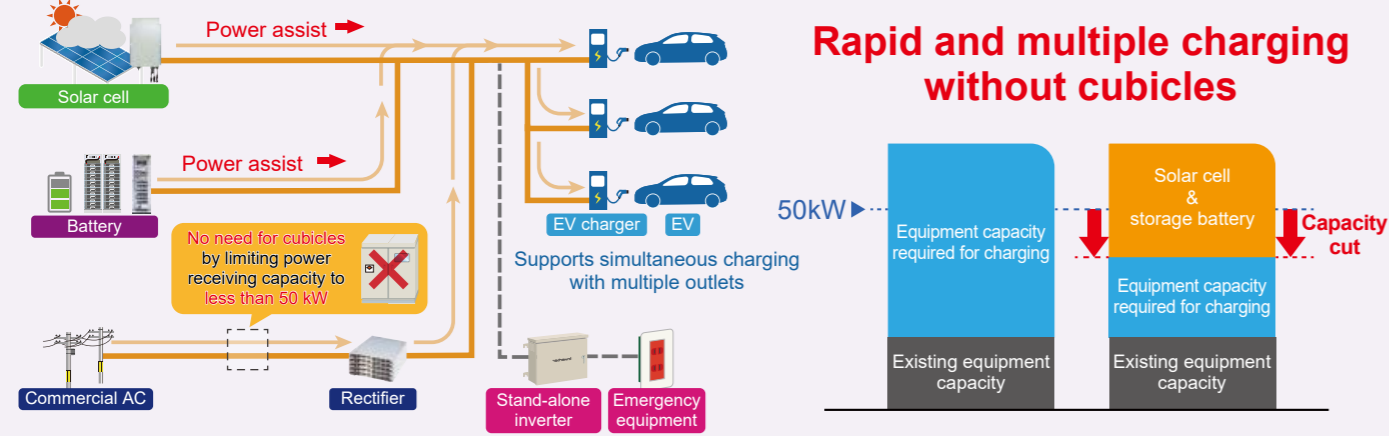 Power assist
Solar cell
Power assist
Battery
No need for cubicles
by limiting power
receiving capacity to
less than 50 kW
Commercial AC
Rectifier
EV charger
EV
Supports simultaneous charging
with multiple outlets
Stand-alone
inverter
Emergency
equipment
Rapid and multiple charging
without cubicles
50kW
Equipment capacity
required for charging
Existing equipment
capacity
Solar cell
&
storage battery
Capacity
cut
Equipment capacity
required for charging
Existing equipment
capacity